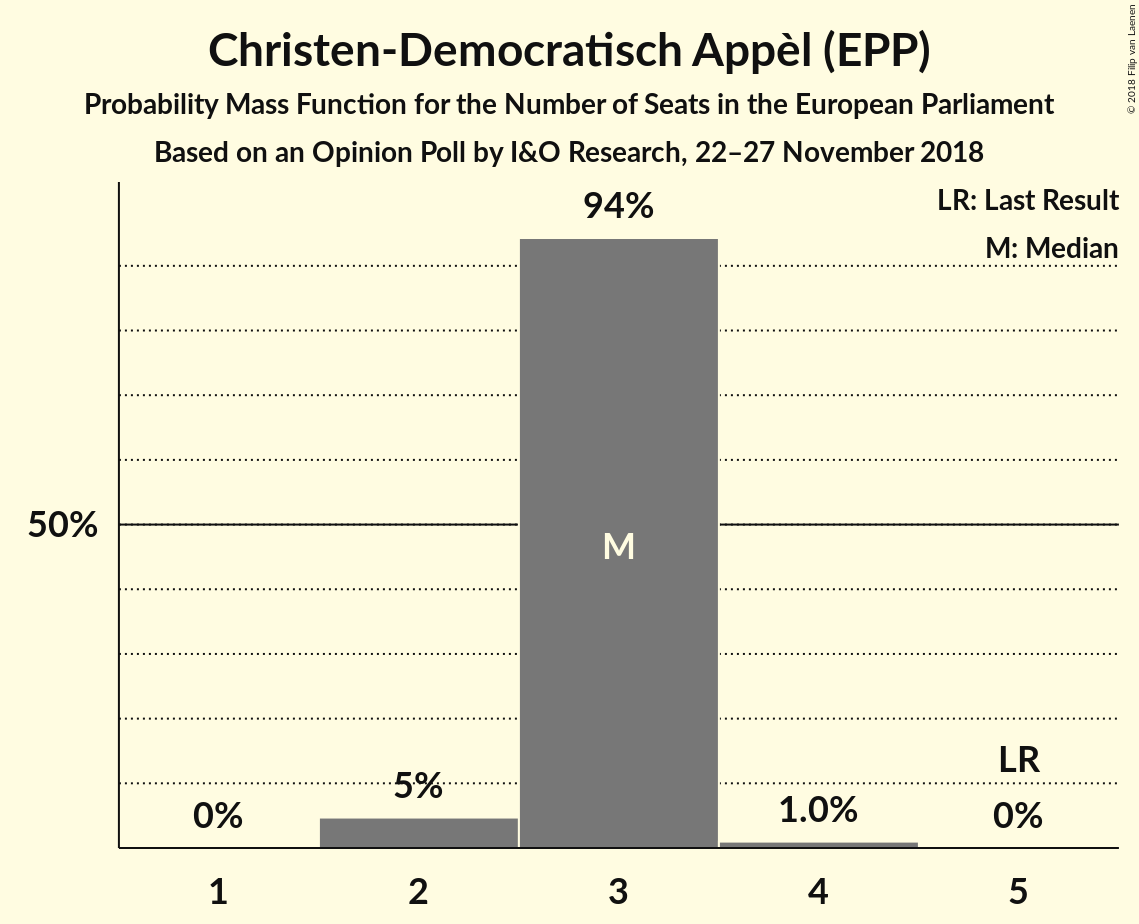 Christen-Democratisch Appèl (EPP)
Probability Mass Function for the Number of Seats in the European Parliament
Based on an Opinion Poll by I&O Research, 22–27 November 2018
© 2018 Filip van Laenen
LR: Last Result
M: Median
94%
50%
M
LR
0%
5%
1.0%
0%
1
2
3
4
5